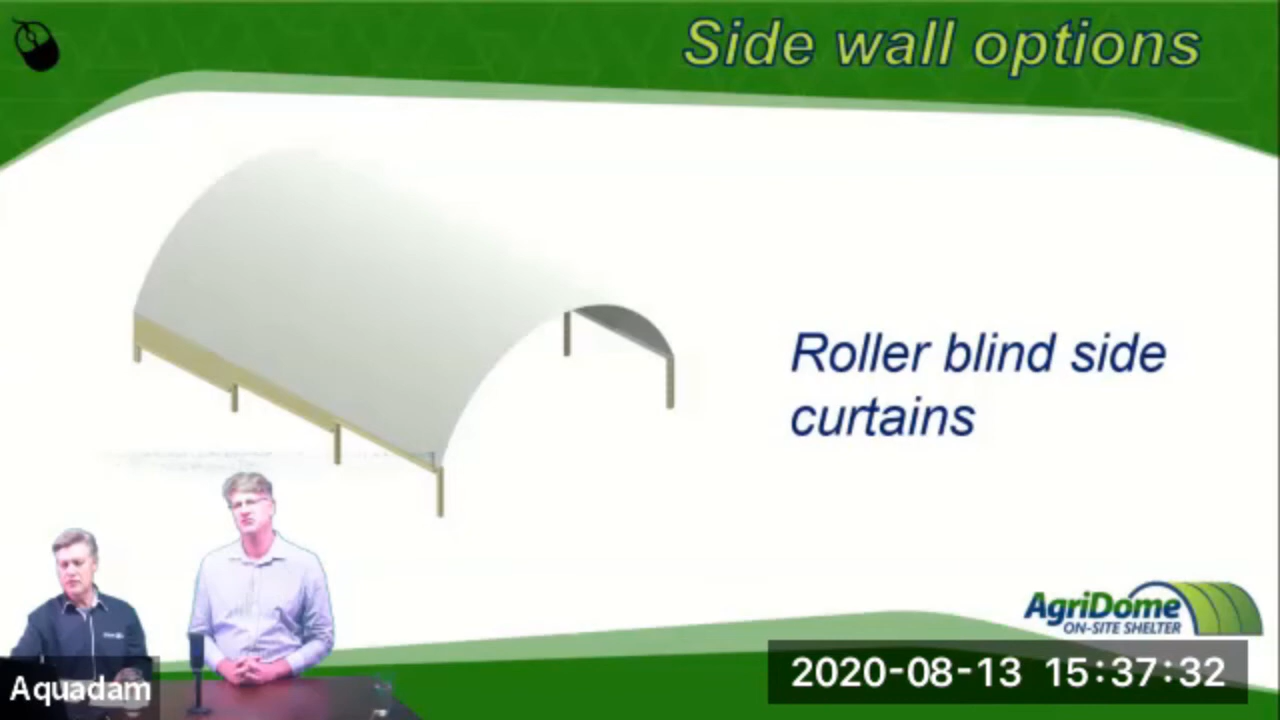 Side wall options
Roller blind side
curtains
AgriDome
ON-SITE SHELTER
Aquadam
2020-08-13 15:37:32